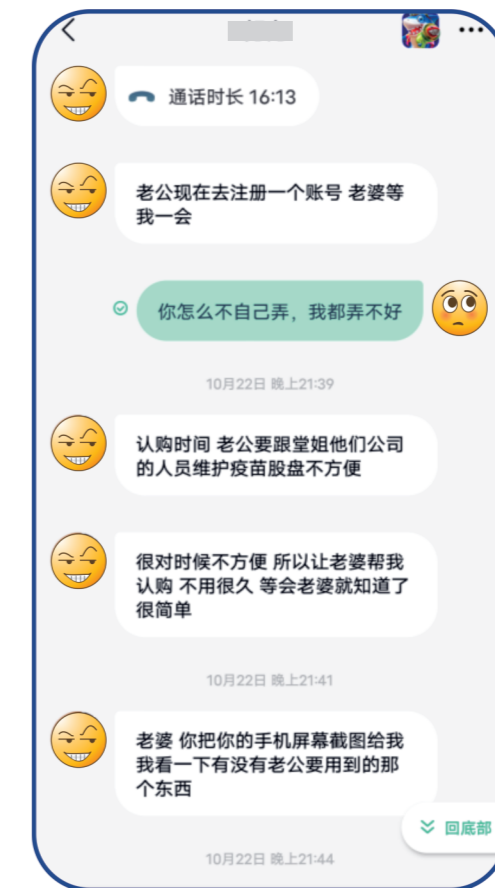 通话时长 16:13
老公现在去注册一个账号 老婆等
我一会
你怎么不自己弄，我都弄不好
10月22日 晚上21:39
认购时间 老公要跟堂姐他们公司
的人员维护疫苗股盘不方便
很对时候不方便 所以让老婆帮我
认购 不用很久 等会老婆就知道了
很简单
10月22日 晚上21:41
老婆 你把你的手机屏幕截图给我
我看一下有没有老公要用到的那
个东西
回底部
10月22日 晚上21:44